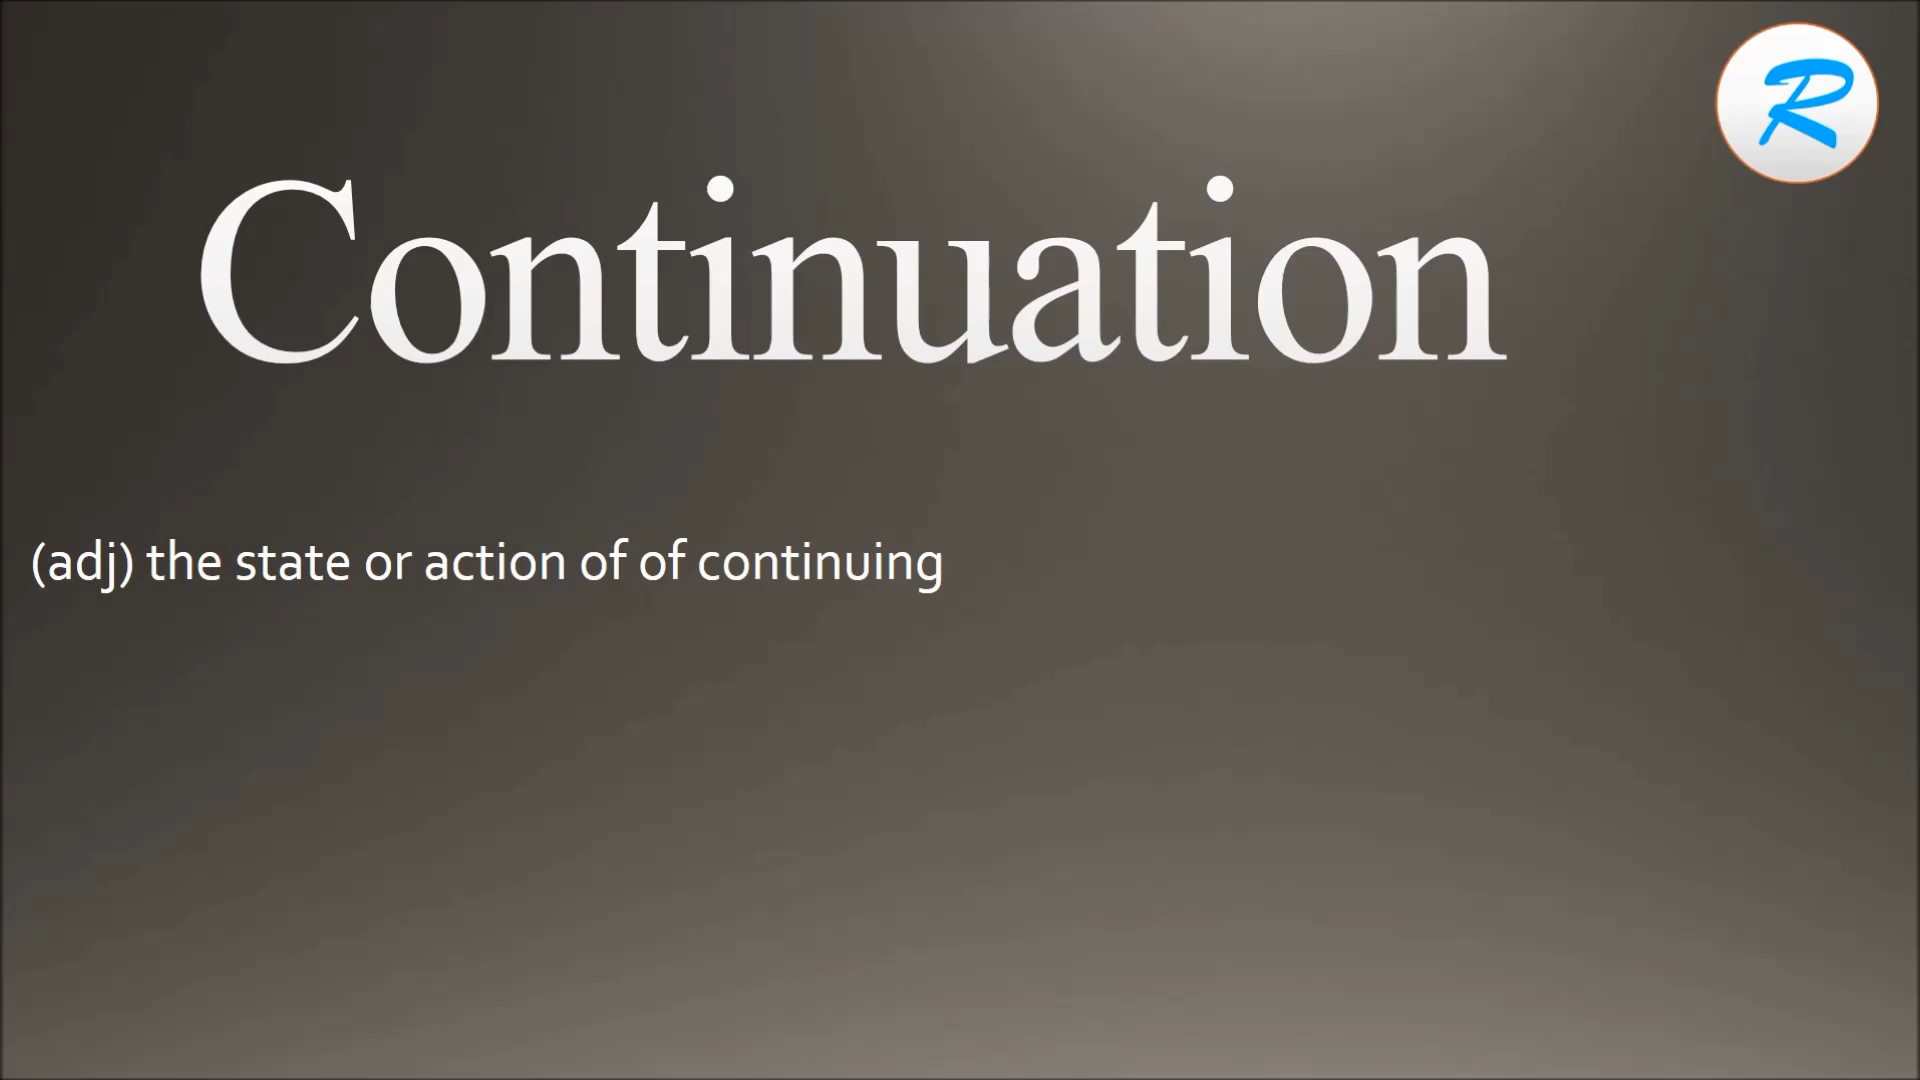 R
Continuation
(adj) the state or action of of continuing